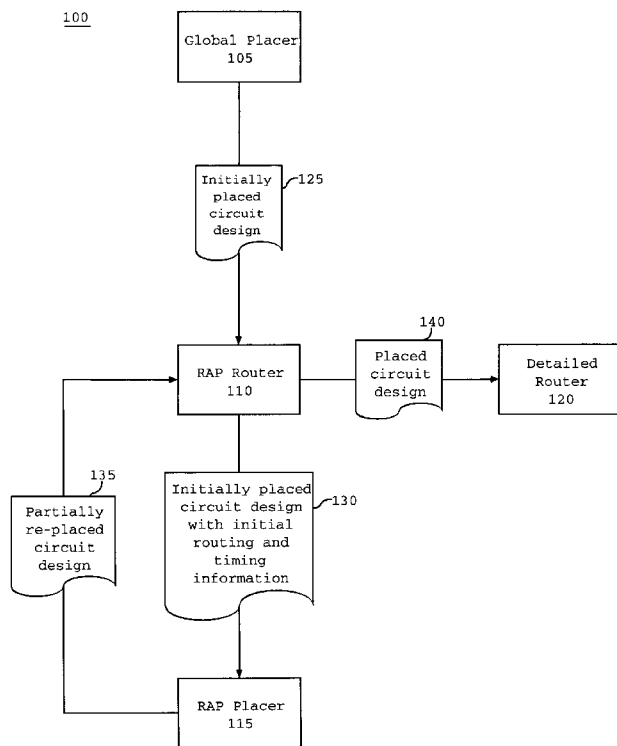 100
Global Placer
105
125
Initially
placed
circuit
design
140
RAP Router
110
Placed
circuit
design
Detailed
Router
120
135
Partially
re-placed
circuit
design
130
Initially placed
circuit design
with initial
routing and
timing
information
RAP Placer
115